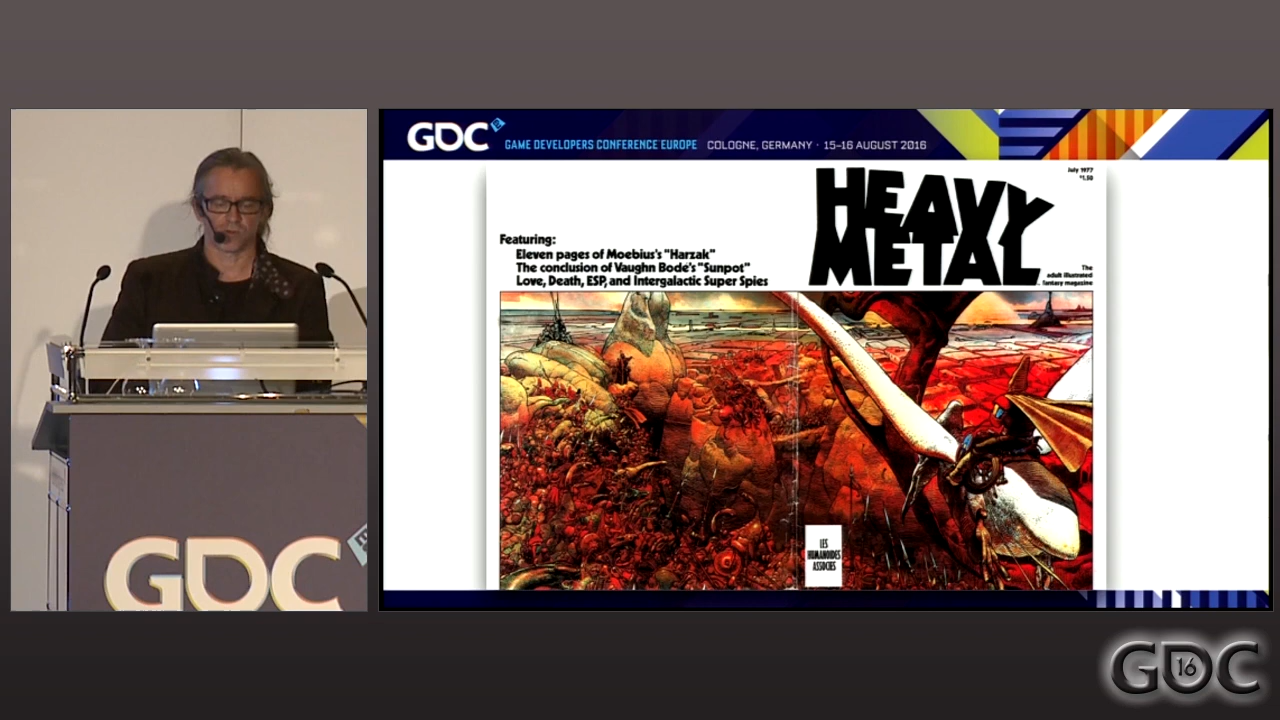 GDC
GAME DEVELOPERS CONFERENCE EUROPE COLOGNE, GERMANY · 15–16 AUGUST 2016
July 1977
$1.50
HEAVY
METAL
Featuring:
Eleven pages of Moebius's "Harzak"
The conclusion of Vaughn Bode's "Sunpot"
Love, Death, ESP, and Intergalactic Super Spies
The
adult illustrated
fantasy magazine
LES
HUMANOIDES
ASSOCIES
GDC
GDC
16